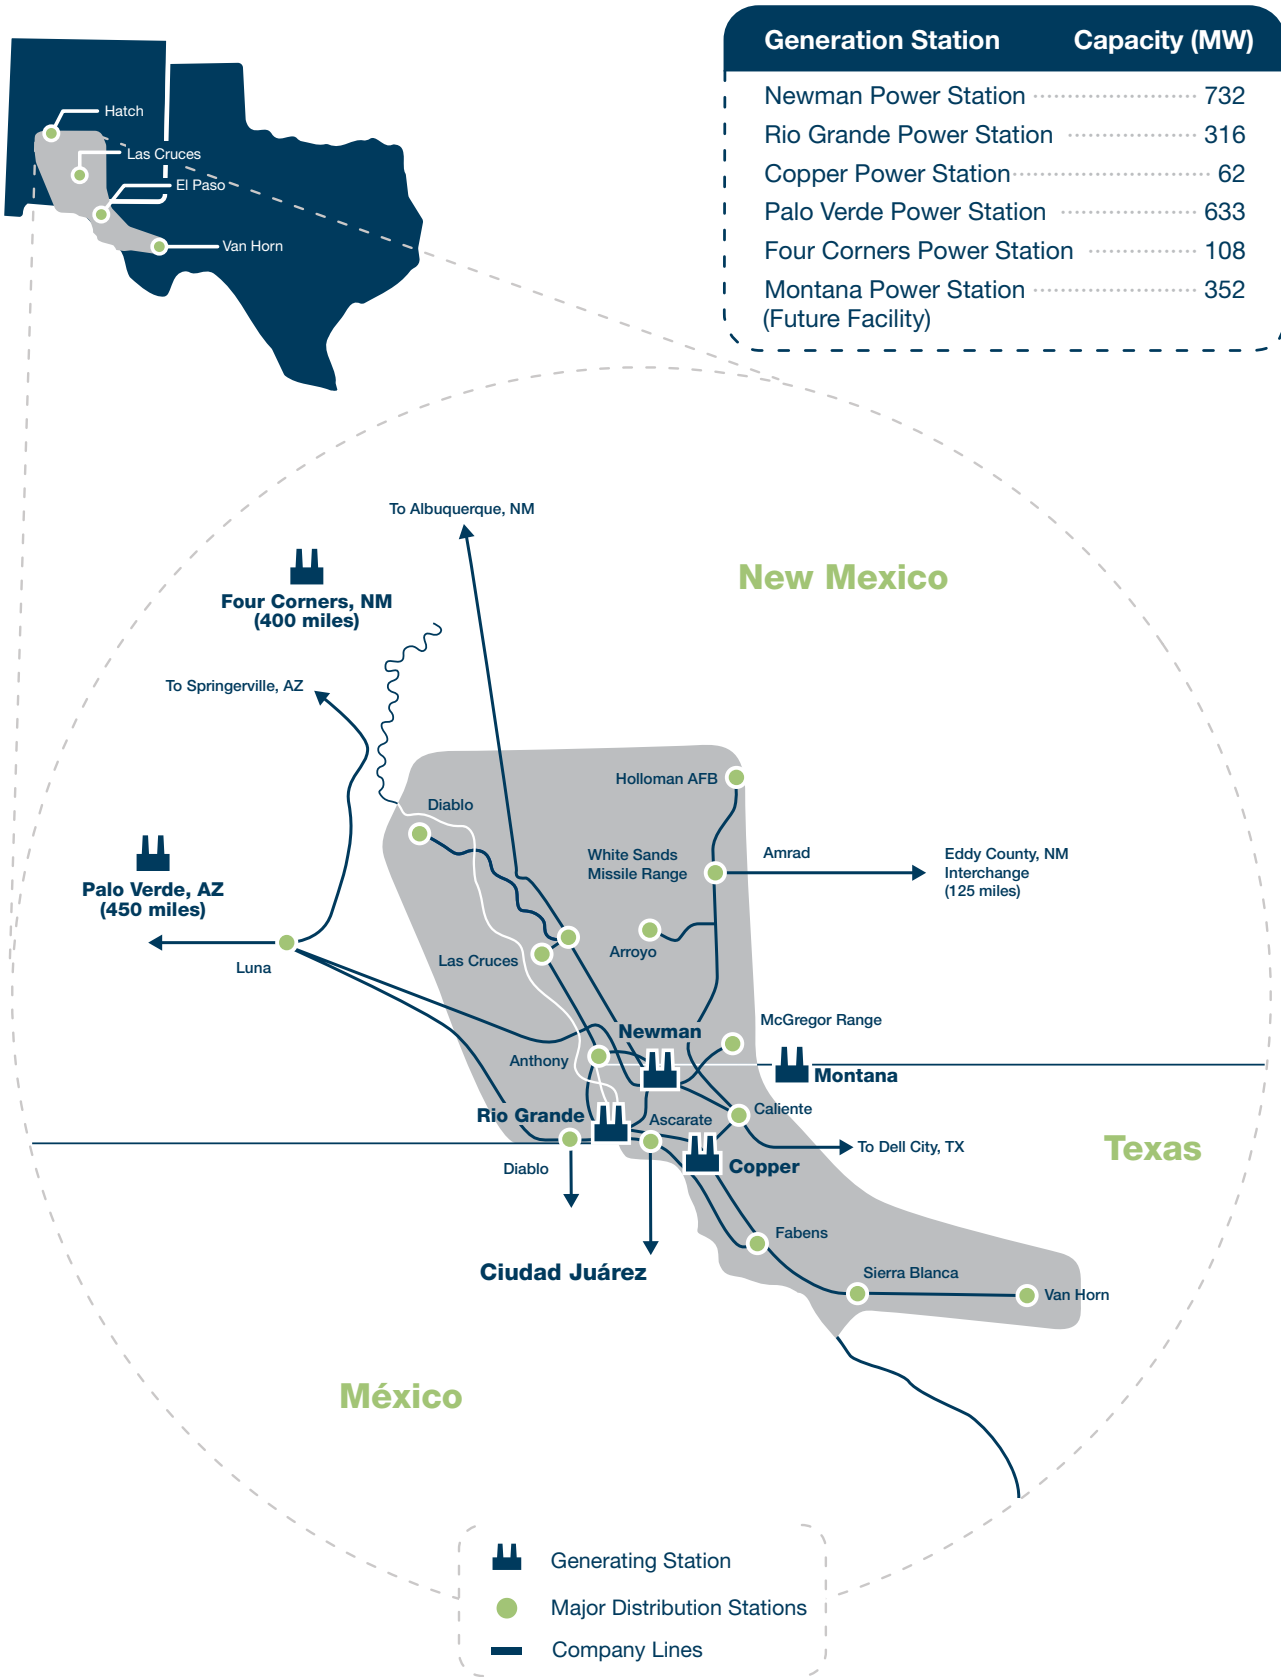 Generation Station Capacity (MW)
Newman Power Station 732
Rio Grande Power Station 316
Copper Power Station 62
Palo Verde Power Station 633
Four Corners Power Station 108
Montana Power Station 352
(Future Facility)
Hatch
Las Cruces
El Paso
Van Horn
To Albuquerque, NM
New Mexico
Four Corners, NM
(400 miles)
To Springerville, AZ
Holloman AFB
Diablo
White Sands
Missile Range
Amrad
Eddy County, NM
Interchange
(125 miles)
Palo Verde, AZ
(450 miles)
Luna
Las Cruces
Arroyo
McGregor Range
Newman
Anthony
Montana
Rio Grande
Ascarate
Caliente
Diablo
Copper
To Dell City, TX
Texas
Fabens
Ciudad Juárez
Sierra Blanca
Van Horn
México
Generating Station
Major Distribution Stations
Company Lines